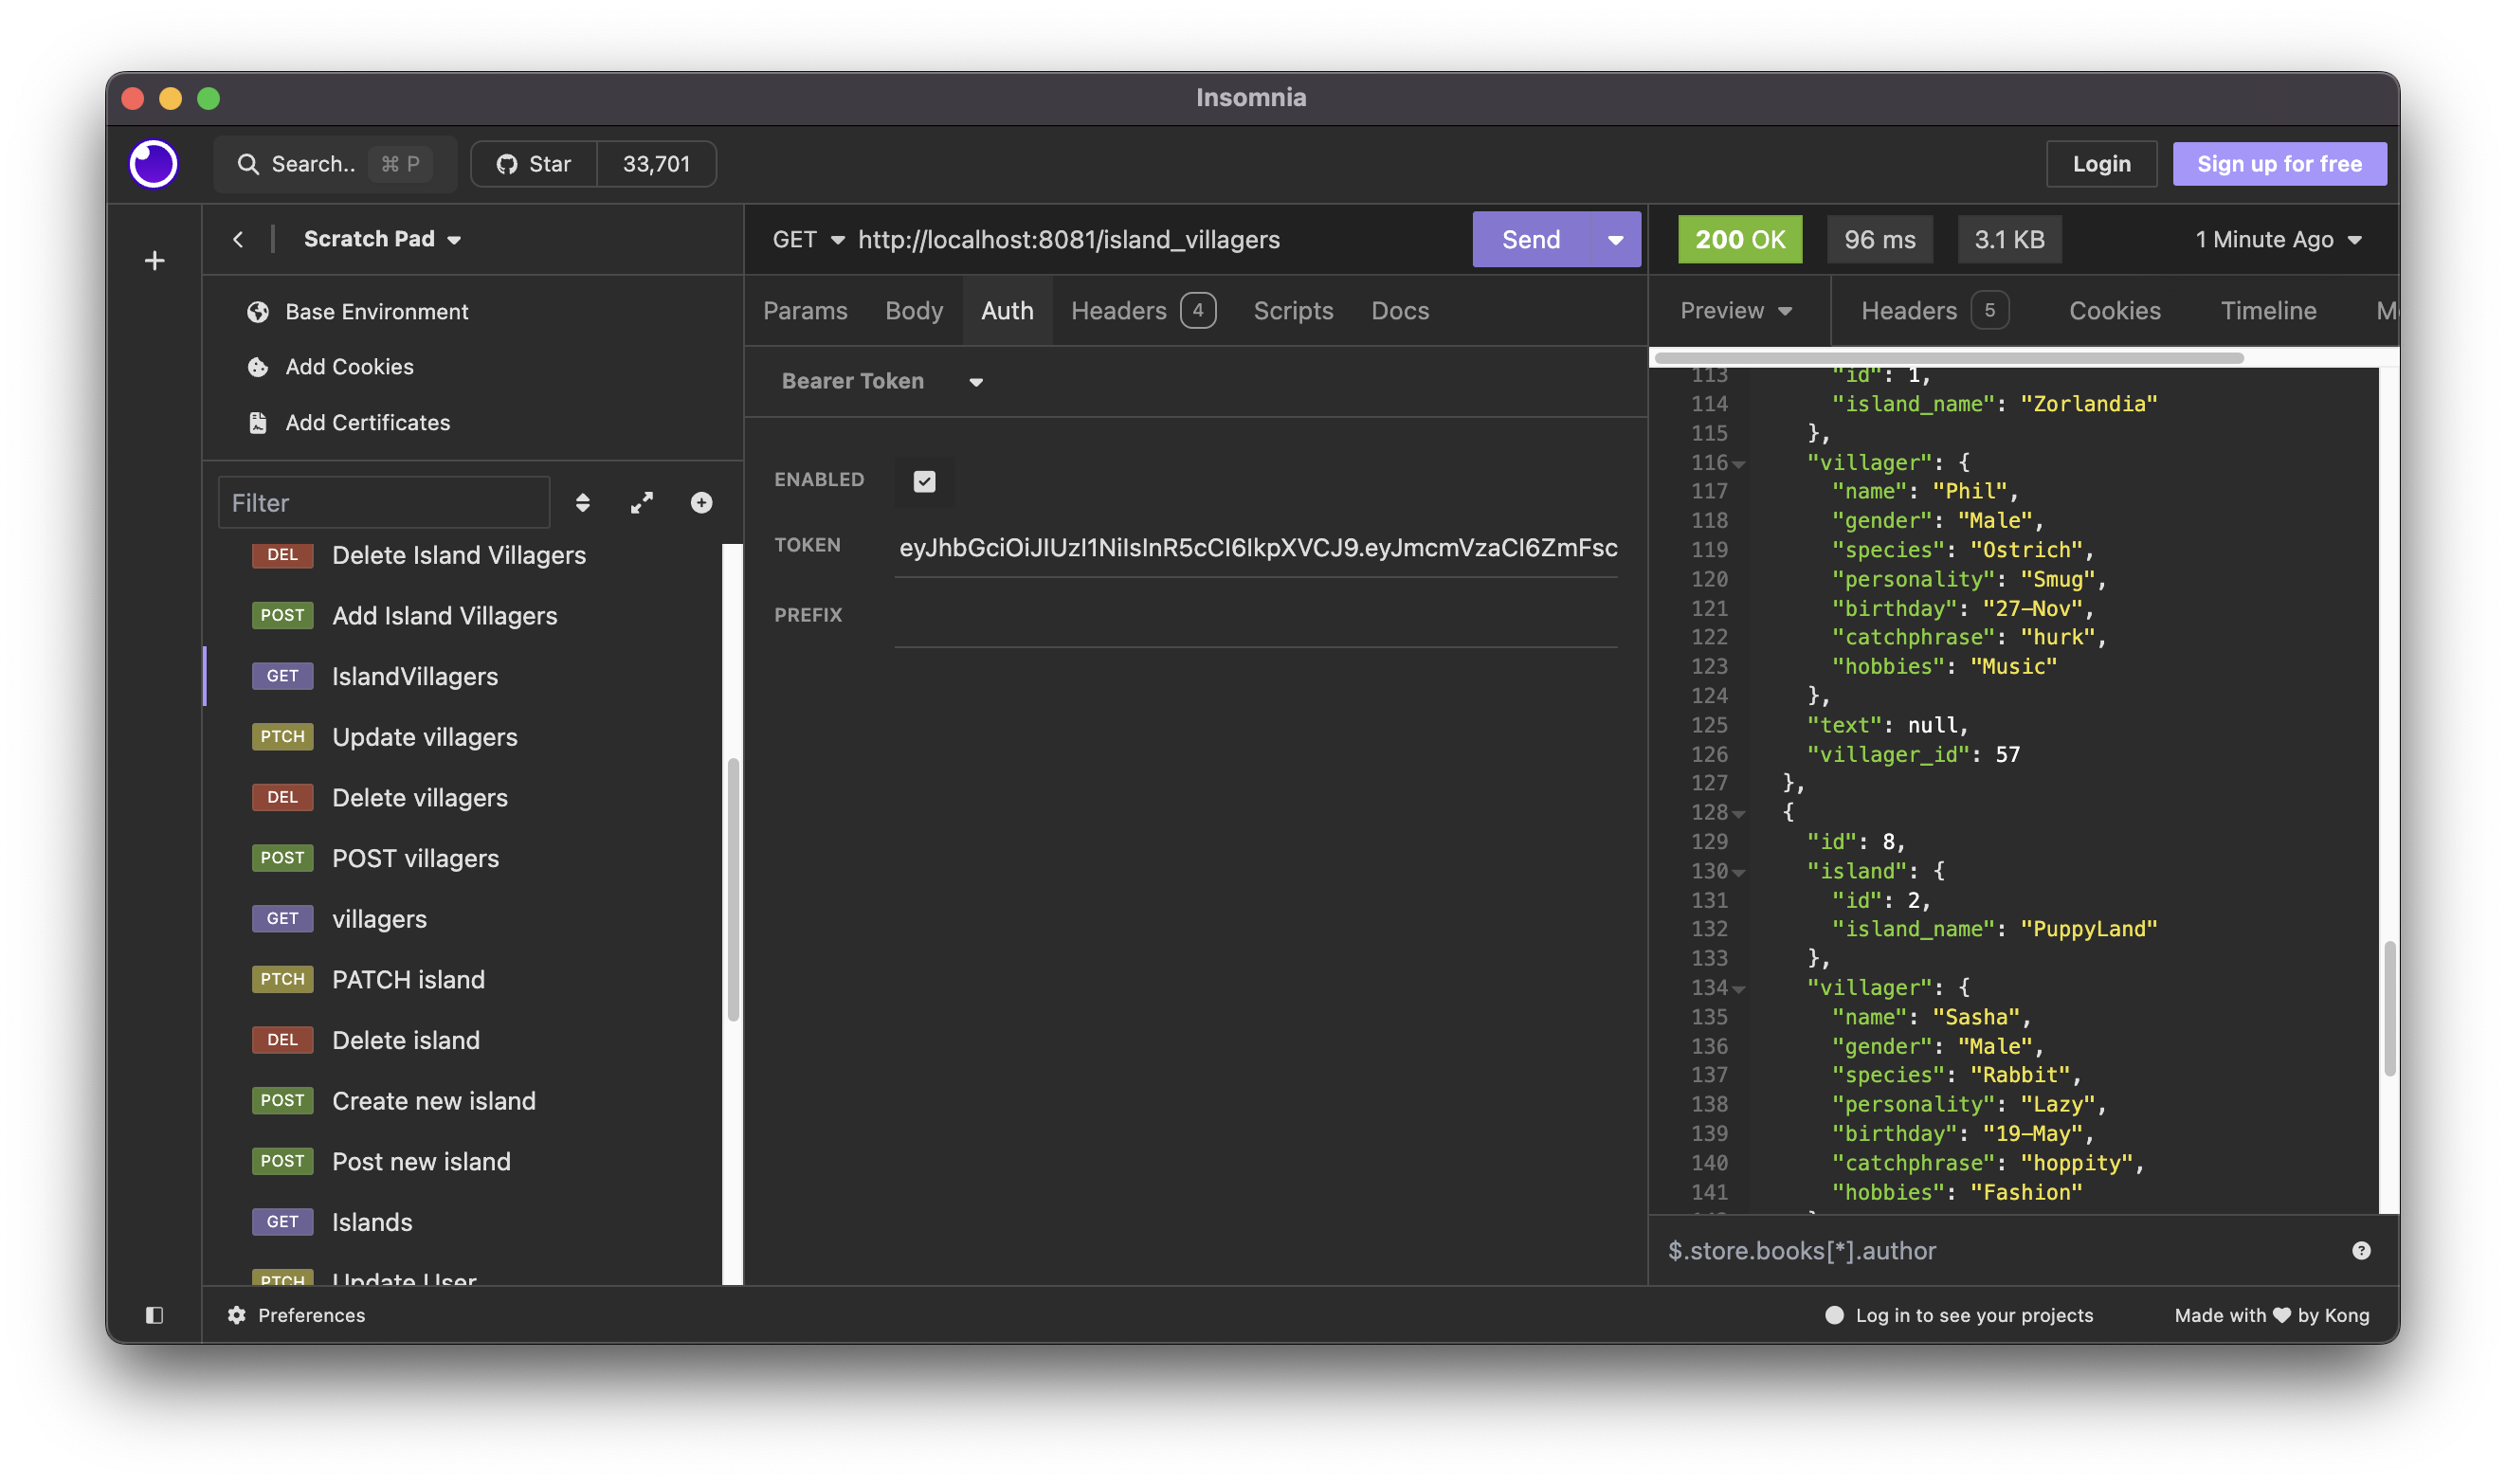 Insomnia
Search.. ⌘ P
Star 33,701
Login
Sign up for free
Scratch Pad
Base Environment
Add Cookies
Add Certificates
Filter
DEL Delete Island Villagers
POST Add Island Villagers
GET IslandVillagers
PTCH Update villagers
DEL Delete villagers
POST POST villagers
GET villagers
PTCH PATCH island
DEL Delete island
POST Create new island
POST Post new island
GET Islands
PTCH Update User
Preferences
GET http://localhost:8081/island_villagers
Send
Params Body Auth Headers 4 Scripts Docs
Bearer Token
ENABLED
TOKEN eyJhbGciOiJIUzI1NiIsInR5cCI6IkpXVCJ9.eyJmcmVzaCI6ZmFsc
PREFIX
200 OK 96 ms 3.1 KB 1 Minute Ago
Preview Headers 5 Cookies Timeline
113 "id": 1,
114 "island_name": "Zorlandia"
115 },
116 "villager": {
117 "name": "Phil",
118 "gender": "Male",
119 "species": "Ostrich",
120 "personality": "Smug",
121 "birthday": "27-Nov",
122 "catchphrase": "hurk",
123 "hobbies": "Music"
124 },
125 "text": null,
126 "villager_id": 57
127 },
128 {
129 "id": 8,
130 "island": {
131 "id": 2,
132 "island_name": "PuppyLand"
133 },
134 "villager": {
135 "name": "Sasha",
136 "gender": "Male",
137 "species": "Rabbit",
138 "personality": "Lazy",
139 "birthday": "19-May",
140 "catchphrase": "hoppity",
141 "hobbies": "Fashion"
$.store.books[*].author
Log in to see your projects
Made with ♥ by Kong